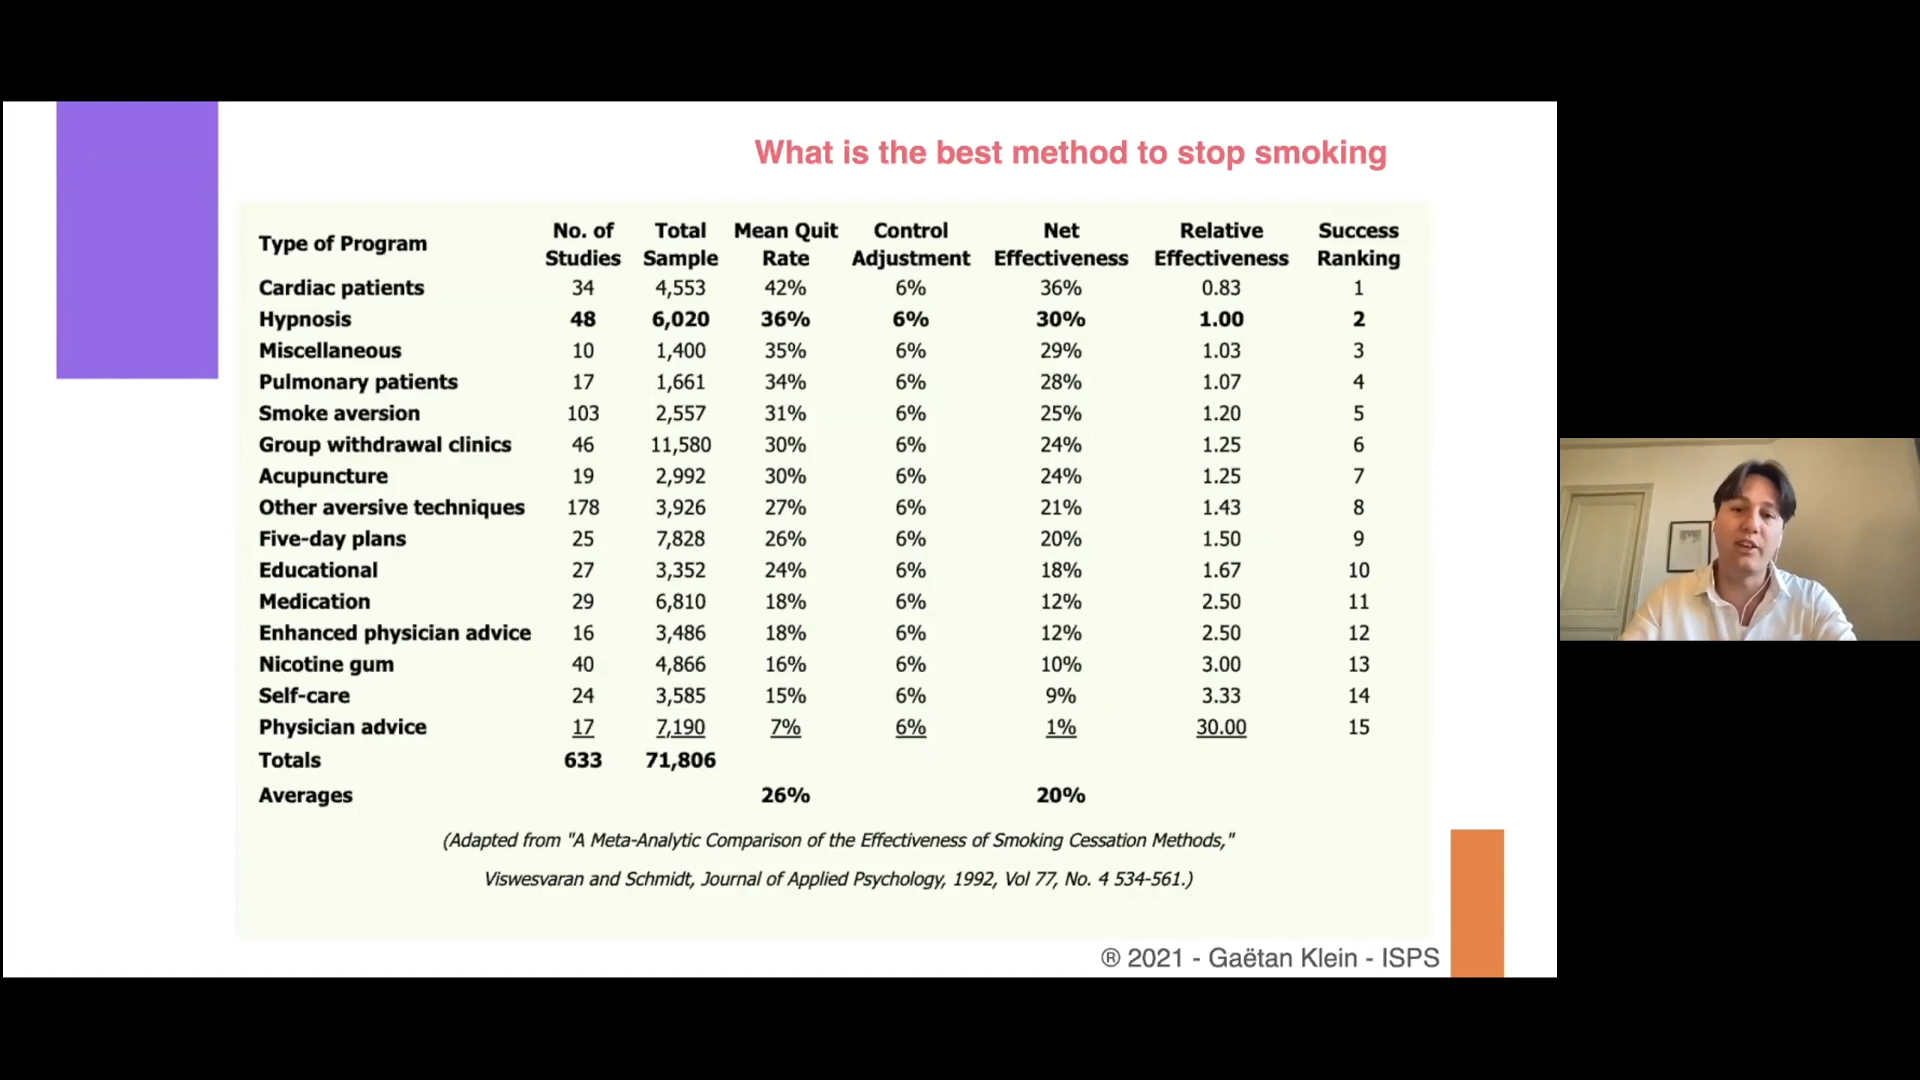 What is the best method to stop smoking
Type of Program No. of Studies Total Sample Mean Quit Rate Control Adjustment Net Effectiveness Relative Effectiveness Success Ranking
Cardiac patients 34 4,553 42% 6% 36% 0.83 1
Hypnosis 48 6,020 36% 6% 30% 1.00 2
Miscellaneous 10 1,400 35% 6% 29% 1.03 3
Pulmonary patients 17 1,661 34% 6% 28% 1.07 4
Smoke aversion 103 2,557 31% 6% 25% 1.20 5
Group withdrawal clinics 46 11,580 30% 6% 24% 1.25 6
Acupuncture 19 2,992 30% 6% 24% 1.25 7
Other aversive techniques 178 3,926 27% 6% 21% 1.43 8
Five-day plans 25 7,828 26% 6% 20% 1.50 9
Educational 27 3,352 24% 6% 18% 1.67 10
Medication 29 6,810 18% 6% 12% 2.50 11
Enhanced physician advice 16 3,486 18% 6% 12% 2.50 12
Nicotine gum 40 4,866 16% 6% 10% 3.00 13
Self-care 24 3,585 15% 6% 9% 3.33 14
Physician advice 17 7,190 7% 6% 1% 30.00 15
Totals 633 71,806
Averages 26% 20%
(Adapted from "A Meta-Analytic Comparison of the Effectiveness of Smoking Cessation Methods,"
Viswesvaran and Schmidt, Journal of Applied Psychology, 1992, Vol 77, No. 4 534-561.)
® 2021 - Gaëtan Klein - ISPS